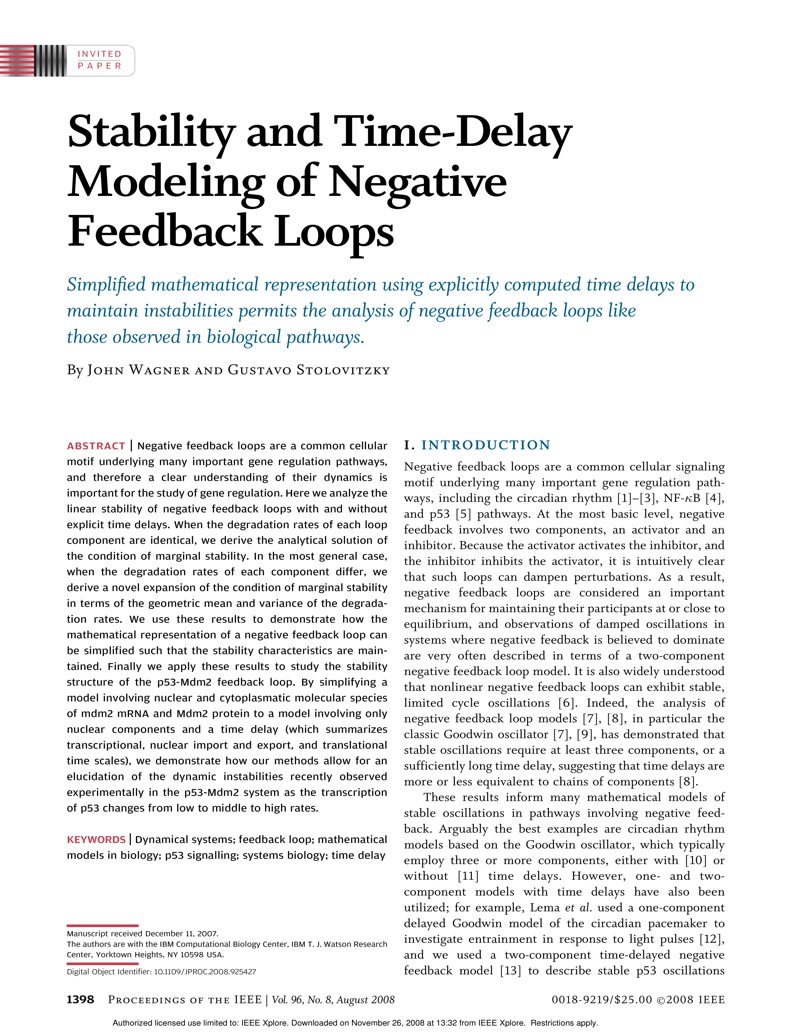 INVITED
PAPER
Stability and Time-Delay
Modeling of Negative
Feedback Loops
Simplified mathematical representation using explicitly computed time delays to
maintain instabilities permits the analysis of negative feedback loops like
those observed in biological pathways.
By JOHN WAGNER AND GUSTAVO STOLOVITZKY
ABSTRACT | Negative feedback loops are a common cellular
motif underlying many important gene regulation pathways,
and therefore a clear understanding of their dynamics is
important for the study of gene regulation. Here we analyze the
linear stability of negative feedback loops with and without
explicit time delays. When the degradation rates of each loop
component are identical, we derive the analytical solution of
the condition of marginal stability. In the most general case,
when the degradation rates of each component differ, we
derive a novel expansion of the condition of marginal stability
in terms of the geometric mean and variance of the degrada-
tion rates. We use these results to demonstrate how the
mathematical representation of a negative feedback loop can
be simplified such that the stability characteristics are main-
tained. Finally we apply these results to study the stability
structure of the p53-Mdm2 feedback loop. By simplifying a
model involving nuclear and cytoplasmatic molecular species
of mdm2 mRNA and Mdm2 protein to a model involving only
nuclear components and a time delay (which summarizes
transcriptional, nuclear import and export, and translational
time scales), we demonstrate how our methods allow for an
elucidation of the dynamic instabilities recently observed
experimentally in the p53-Mdm2 system as the transcription
of p53 changes from low to middle to high rates.
KEYWORDS | Dynamical systems; feedback loop; mathematical
models in biology; p53 signalling; systems biology; time delay
Manuscript received December 11, 2007.
The authors are with the IBM Computational Biology Center, IBM T. J. Watson Research
Center, Yorktown Heights, NY 10598 USA.
Digital Object Identifier: 10.1109/JPROC.2008.925427
I. INTRODUCTION
Negative feedback loops are a common cellular signaling
motif underlying many important gene regulation path-
ways, including the circadian rhythm [1]–[3], NF-κB [4],
and p53 [5] pathways. At the most basic level, negative
feedback involves two components, an activator and an
inhibitor. Because the activator activates the inhibitor, and
the inhibitor inhibits the activator, it is intuitively clear
that such loops can dampen perturbations. As a result,
negative feedback loops are considered an important
mechanism for maintaining their participants at or close to
equilibrium, and observations of damped oscillations in
systems where negative feedback is believed to dominate
are very often described in terms of a two-component
negative feedback loop model. It is also widely understood
that nonlinear negative feedback loops can exhibit stable,
limited cycle oscillations [6]. Indeed, the analysis of
negative feedback loop models [7], [8], in particular the
classic Goodwin oscillator [7], [9], has demonstrated that
stable oscillations require at least three components, or a
sufficiently long time delay, suggesting that time delays are
more or less equivalent to chains of components [8].
These results inform many mathematical models of
stable oscillations in pathways involving negative feed-
back. Arguably the best examples are circadian rhythm
models based on the Goodwin oscillator, which typically
employ three or more components, either with [10] or
without [11] time delays. However, one- and two-
component models with time delays have also been
utilized; for example, Lema et al. used a one-component
delayed Goodwin model of the circadian pacemaker to
investigate entrainment in response to light pulses [12],
and we used a two-component time-delayed negative
feedback model [13] to describe stable p53 oscillations
1398 PROCEEDINGS OF THE IEEE | Vol. 96, No. 8, August 2008
0018-9219/$25.00 ©2008 IEEE
Authorized licensed use limited to: IEEE Xplore. Downloaded on November 26, 2008 at 13:32 from IEEE Xplore. Restrictions apply.